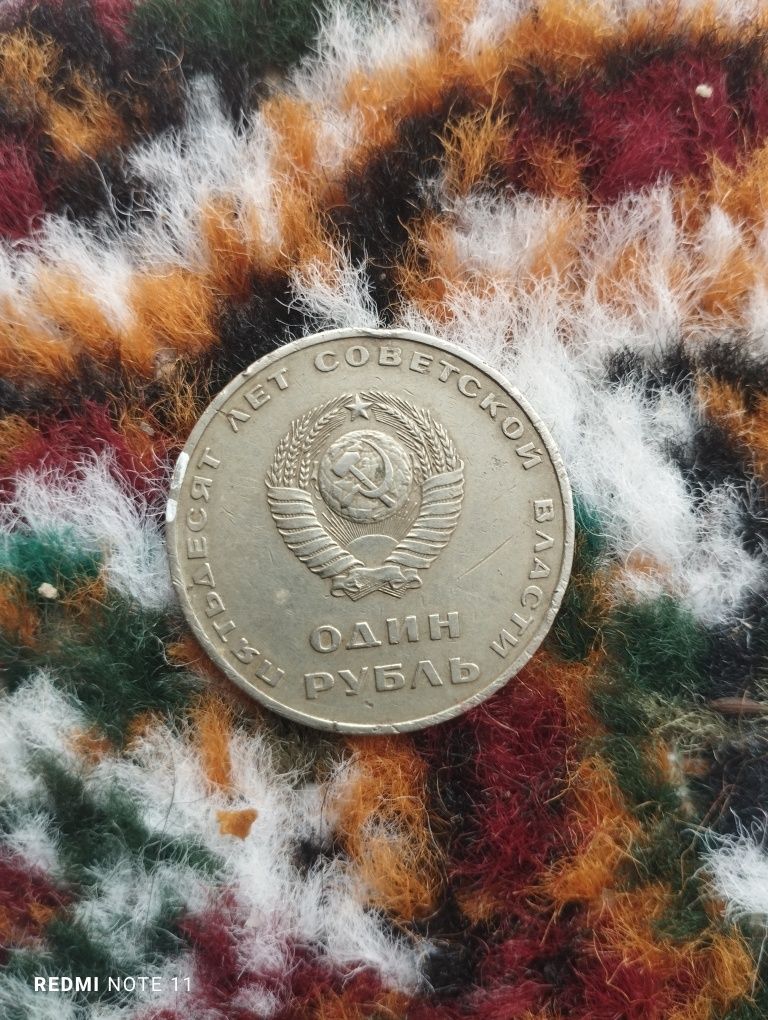 ПЯТЬДЕСЯТ ЛЕТ СОВЕТСКОЙ ВЛАСТИ
ОДИН
РУБЛЬ
REDMI NOTE 11